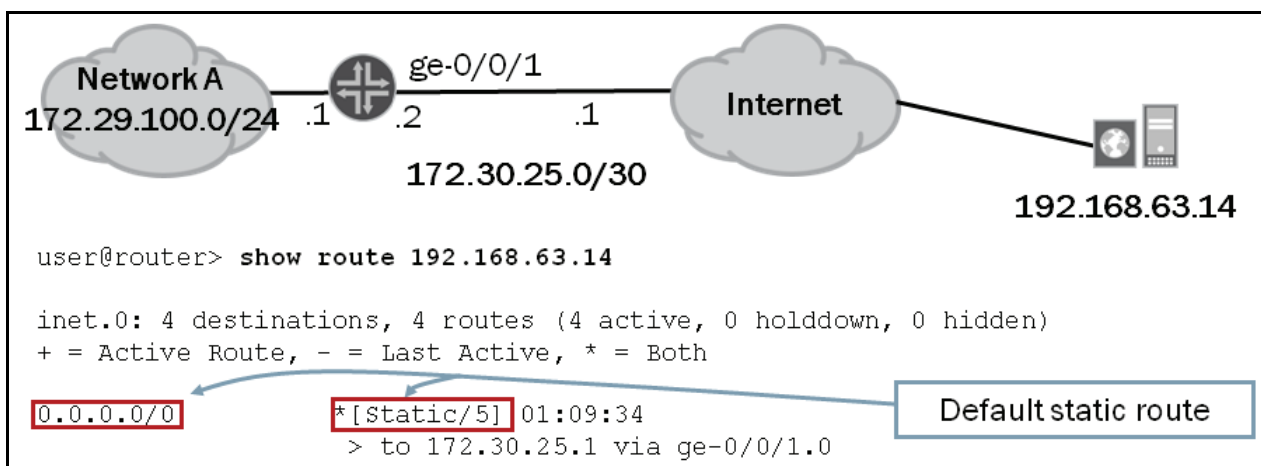 Network A
172.29.100.0/24
.1
ge-0/0/1
.2
.1
172.30.25.0/30
Internet
192.168.63.14
user@router> show route 192.168.63.14
inet.0: 4 destinations, 4 routes (4 active, 0 holddown, 0 hidden)
+ = Active Route, - = Last Active, * = Both
0.0.0.0/0 *[Static/5] 01:09:34
> to 172.30.25.1 via ge-0/0/1.0
Default static route